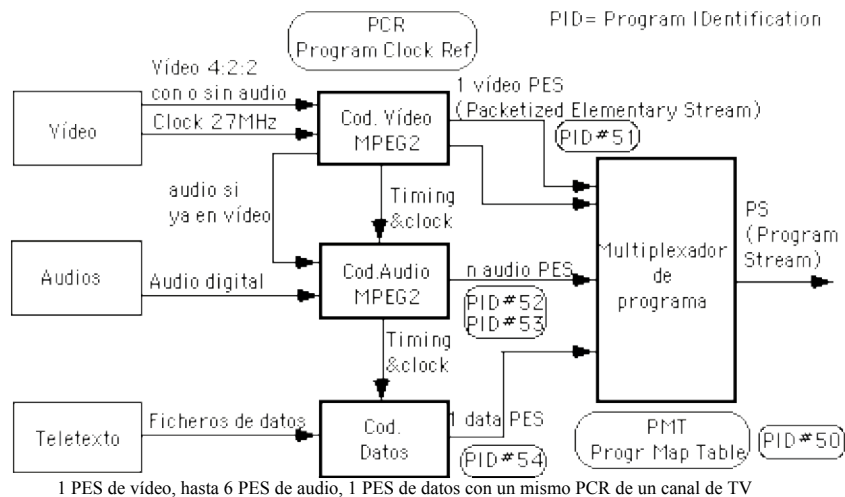 PCR
Program Clock Ref.
PID= Program IDentification
Vídeo 4:2:2
con o sin audio
Clock 27MHz
Vídeo
Cod. Vídeo
MPEG2
1 vídeo PES
(Packetized Elementary Stream)
PID#51
audio si
ya en vídeo
Timing
&clock
Audios
Audio digital
Cod.Audio
MPEG2
n audio PES
PID#52
PID#53
Multiplexador
de
programa
PS
(Program
Stream)
Timing
&clock
Teletexto
Ficheros de datos
Cod.
Datos
1 data PES
PID#54
PMT
Progr Map Table
PID#50
1 PES de vídeo, hasta 6 PES de audio, 1 PES de datos con un mismo PCR de un canal de TV